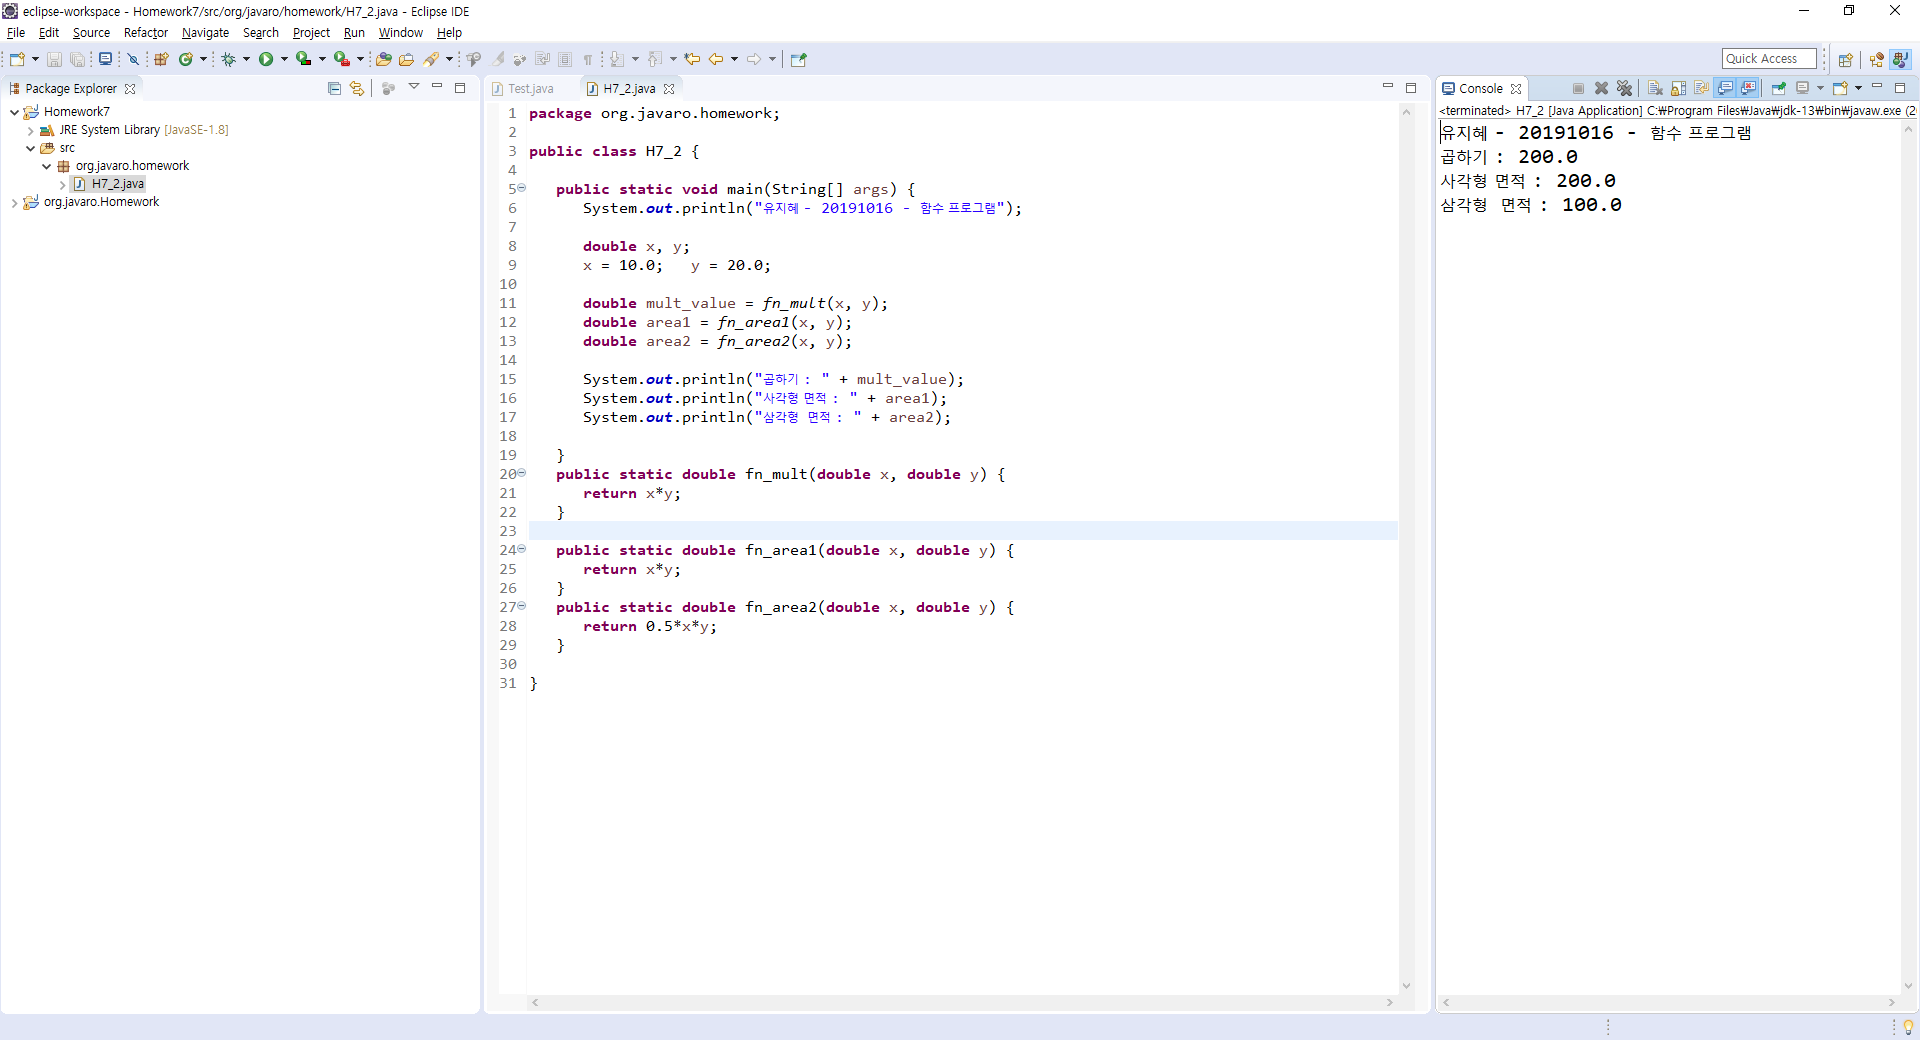 eclipse-workspace - Homework7/src/org/javaro/homework/H7_2.java - Eclipse IDE
File Edit Source Refactor Navigate Search Project Run Window Help
Quick Access
Package Explorer
Homework7
JRE System Library [JavaSE-1.8]
src
org.javaro.homework
H7_2.java
org.javaro.Homework
Test.java
H7_2.java
1 package org.javaro.homework;
2
3 public class H7_2 {
4
5 public static void main(String[] args) {
6 System.out.println("유지혜 - 20191016 - 함수 프로그램");
7
8 double x, y;
9 x = 10.0; y = 20.0;
10
11 double mult_value = fn_mult(x, y);
12 double area1 = fn_area1(x, y);
13 double area2 = fn_area2(x, y);
14
15 System.out.println("곱하기 : " + mult_value);
16 System.out.println("사각형 면적 : " + area1);
17 System.out.println("삼각형 면적 : " + area2);
18
19 }
20 public static double fn_mult(double x, double y) {
21 return x*y;
22 }
23
24 public static double fn_area1(double x, double y) {
25 return x*y;
26 }
27 public static double fn_area2(double x, double y) {
28 return 0.5*x*y;
29 }
30
31 }
Console
<terminated> H7_2 [Java Application] C:₩Program Files₩Java₩jdk-13₩bin₩javaw.exe (2
유지혜 - 20191016 - 함수 프로그램
곱하기 : 200.0
사각형 면적 : 200.0
삼각형 면적 : 100.0